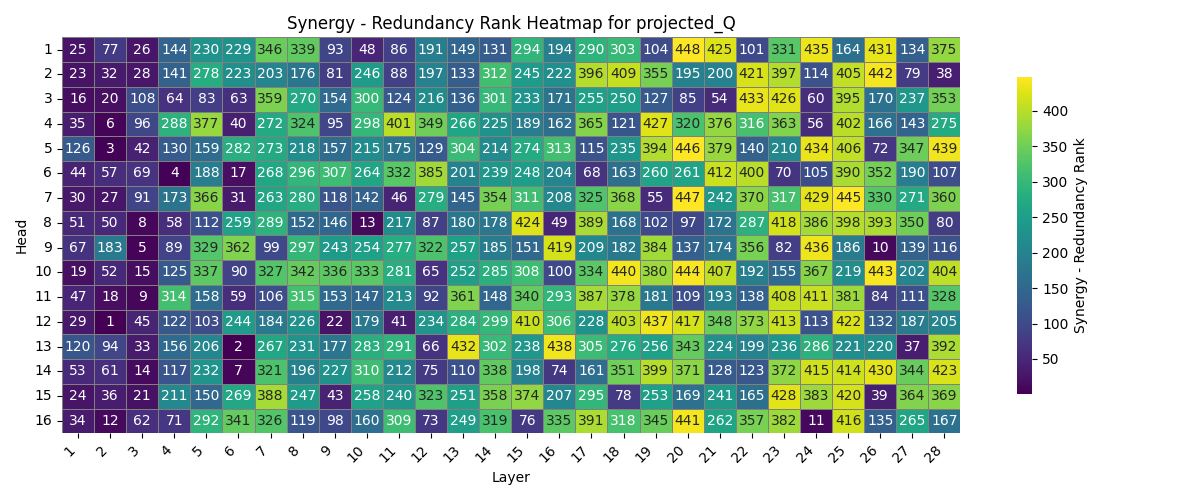 Synergy - Redundancy Rank Heatmap for projected_Q
1 25 77 26 144 230 229 346 339 93 48 86 191 149 131 294 194 290 303 104 448 425 101 331 435 164 431 134 375
2 23 32 28 141 278 223 203 176 81 246 88 197 133 312 245 222 396 409 355 195 200 421 397 114 405 442 79 38
3 16 20 108 64 83 63 359 270 154 300 124 216 136 301 233 171 255 250 127 85 54 433 426 60 395 170 237 353
4 35 6 96 288 377 40 272 324 95 298 401 349 266 225 189 162 365 121 427 320 376 316 363 56 402 166 143 275
5 126 3 42 130 159 282 273 218 157 215 175 129 304 214 274 313 115 235 394 446 379 140 210 434 406 72 347 439
6 44 57 69 4 188 17 268 296 307 264 332 385 201 239 248 204 68 163 260 261 412 400 70 105 390 352 190 107
7 30 27 91 173 366 31 263 280 118 142 46 279 145 354 311 208 325 368 55 447 242 370 317 429 445 330 271 360
8 51 50 8 58 112 259 289 152 146 13 217 87 180 178 424 49 389 168 102 97 172 287 418 386 398 393 350 80
9 67 183 5 89 329 362 99 297 243 254 277 322 257 185 151 419 209 182 384 137 174 356 82 436 186 10 139 116
10 19 52 15 125 337 90 327 342 336 333 281 65 252 285 308 100 334 440 380 444 407 192 155 367 219 443 202 404
11 47 18 9 314 158 59 106 315 153 147 213 92 361 148 340 293 387 378 181 109 193 138 408 411 381 84 111 328
12 29 1 45 122 103 244 184 226 22 179 41 234 284 299 410 306 228 403 437 417 348 373 413 113 422 132 187 205
13 120 94 33 156 206 2 267 231 177 283 291 66 432 302 238 438 305 276 256 343 224 199 236 286 221 220 37 392
14 53 61 14 117 232 7 321 196 227 310 212 75 110 338 198 74 161 351 399 371 128 123 372 415 414 430 344 423
15 24 36 21 211 150 269 388 247 43 258 240 323 251 358 374 207 295 78 253 169 241 165 428 383 420 39 364 369
16 34 12 62 71 292 341 326 119 98 160 309 73 249 319 76 335 391 318 345 441 262 357 382 11 416 135 265 167
1 2 3 4 5 6 7 8 9 10 11 12 13 14 15 16 17 18 19 20 21 22 23 24 25 26 27 28
Layer
Head
400
350
300
250
200
150
100
50
Synergy - Redundancy Rank